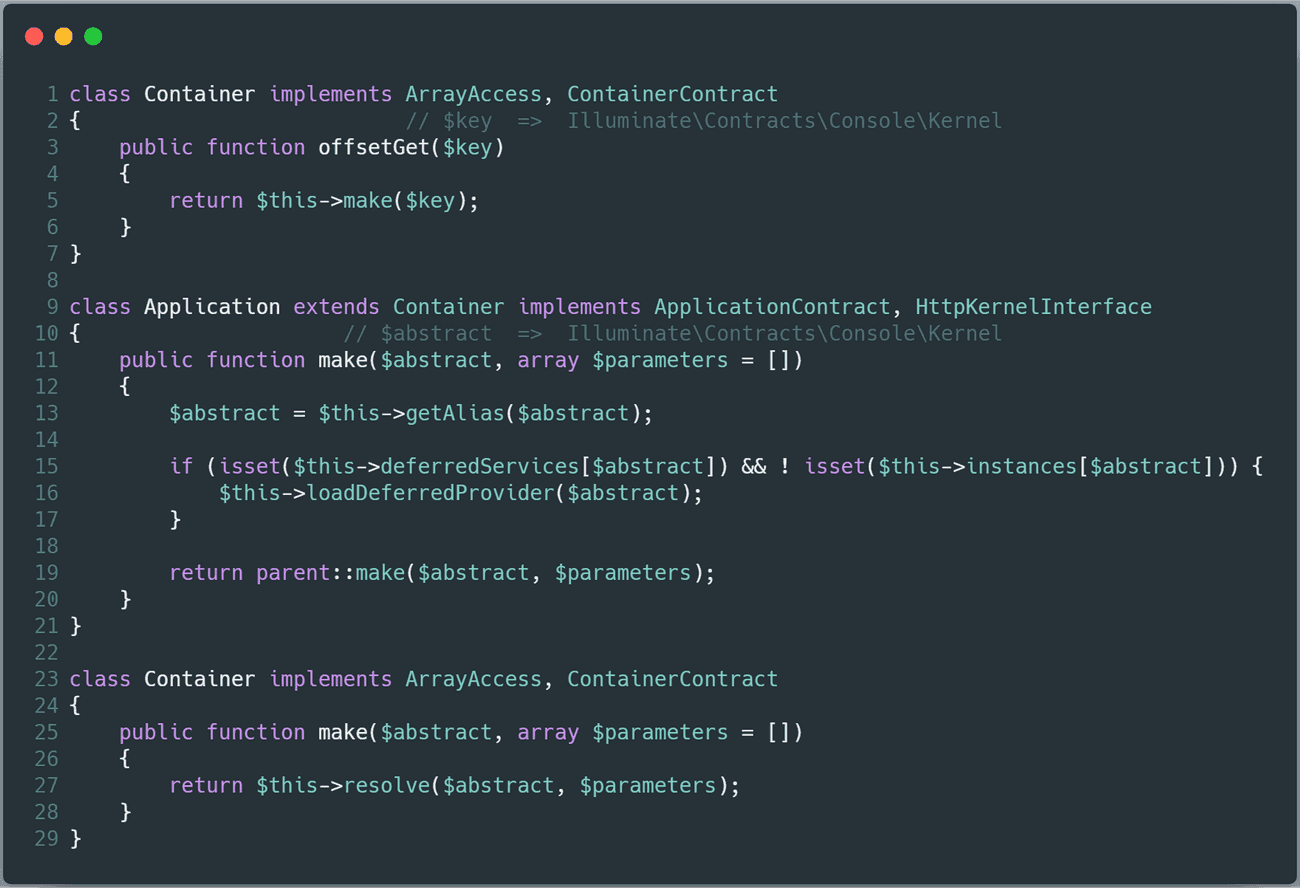 1 class Container implements ArrayAccess, ContainerContract
2 {                          // $key  =>  Illuminate\Contracts\Console\Kernel
3     public function offsetGet($key)
4     {
5         return $this->make($key);
6     }
7 }
8
9 class Application extends Container implements ApplicationContract, HttpKernelInterface
10 {                     // $abstract  =>  Illuminate\Contracts\Console\Kernel
11     public function make($abstract, array $parameters = [])
12     {
13         $abstract = $this->getAlias($abstract);
14
15         if (isset($this->deferredServices[$abstract]) && ! isset($this->instances[$abstract])) {
16             $this->loadDeferredProvider($abstract);
17         }
18
19         return parent::make($abstract, $parameters);
20     }
21 }
22
23 class Container implements ArrayAccess, ContainerContract
24 {
25     public function make($abstract, array $parameters = [])
26     {
27         return $this->resolve($abstract, $parameters);
28     }
29 }